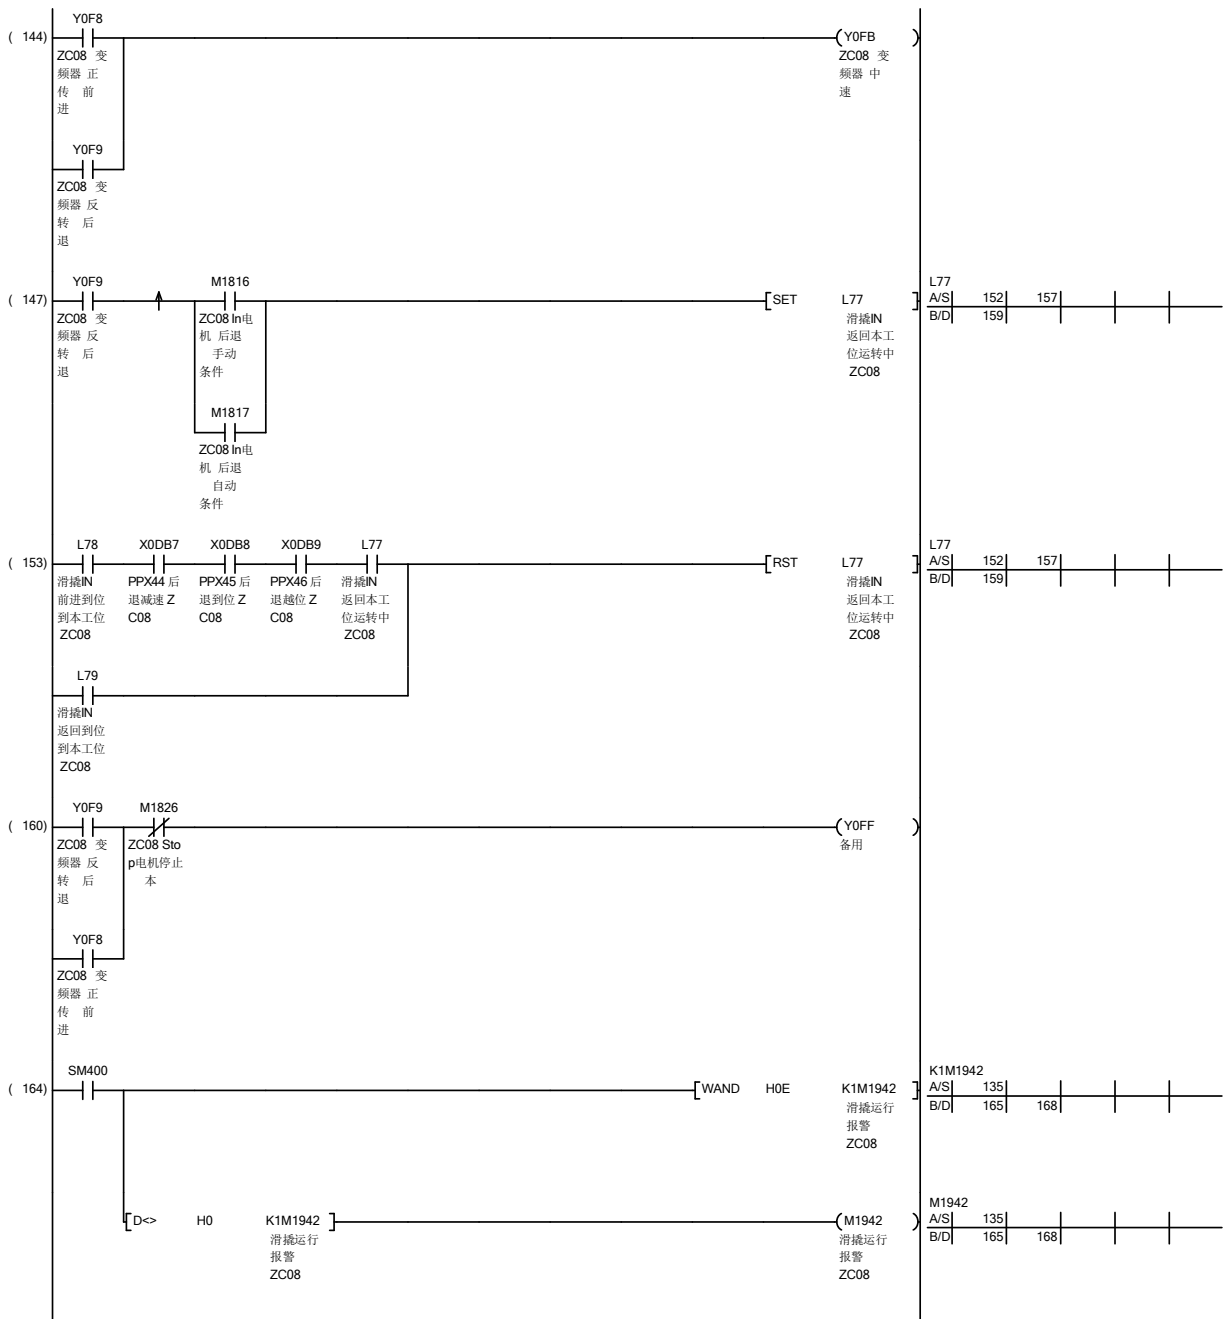 Y0F8
( 144) Y0FB
ZC08 变 ZC08 变
频器 正 频器 中
传 前 速
进
Y0F9
ZC08 变
频器 反
转 后
退
Y0F9 M1816 L77
( 147) SET L77 A/S 152 157
ZC08 变 ZC08 In电 滑撬IN B/D 159
频器 反 机 后退 返回本工
转 后 手动 位运转中
退 条件 ZC08
M1817
ZC08 In电
机 后退
自动
条件
L78 X0DB7 X0DB8 X0DB9 L77 L77
( 153) RST L77 A/S 152 157
滑撬IN PPX44 后 PPX45 后 PPX46 后 滑撬IN 滑撬IN B/D 159
前进到位 退减速 Z 退到位 Z 退越位 Z 返回本工 返回本工
到本工位 C08 C08 C08 位运转中 位运转中
ZC08 ZC08 ZC08
L79
滑撬IN
返回到位
到本工位
ZC08
Y0F9 M1826
( 160) Y0FF
ZC08 变 ZC08 Sto 备用
频器 反 p电机停止
转 后 本
退
Y0F8
ZC08 变
频器 正
传 前
进
SM400 K1M1942
( 164) WAND H0E K1M1942 A/S 135
滑撬运行 B/D 165 168
报警
ZC08
M1942
D<> H0 K1M1942 M1942 A/S 135
滑撬运行 滑撬运行 B/D 165 168
报警 报警
ZC08 ZC08